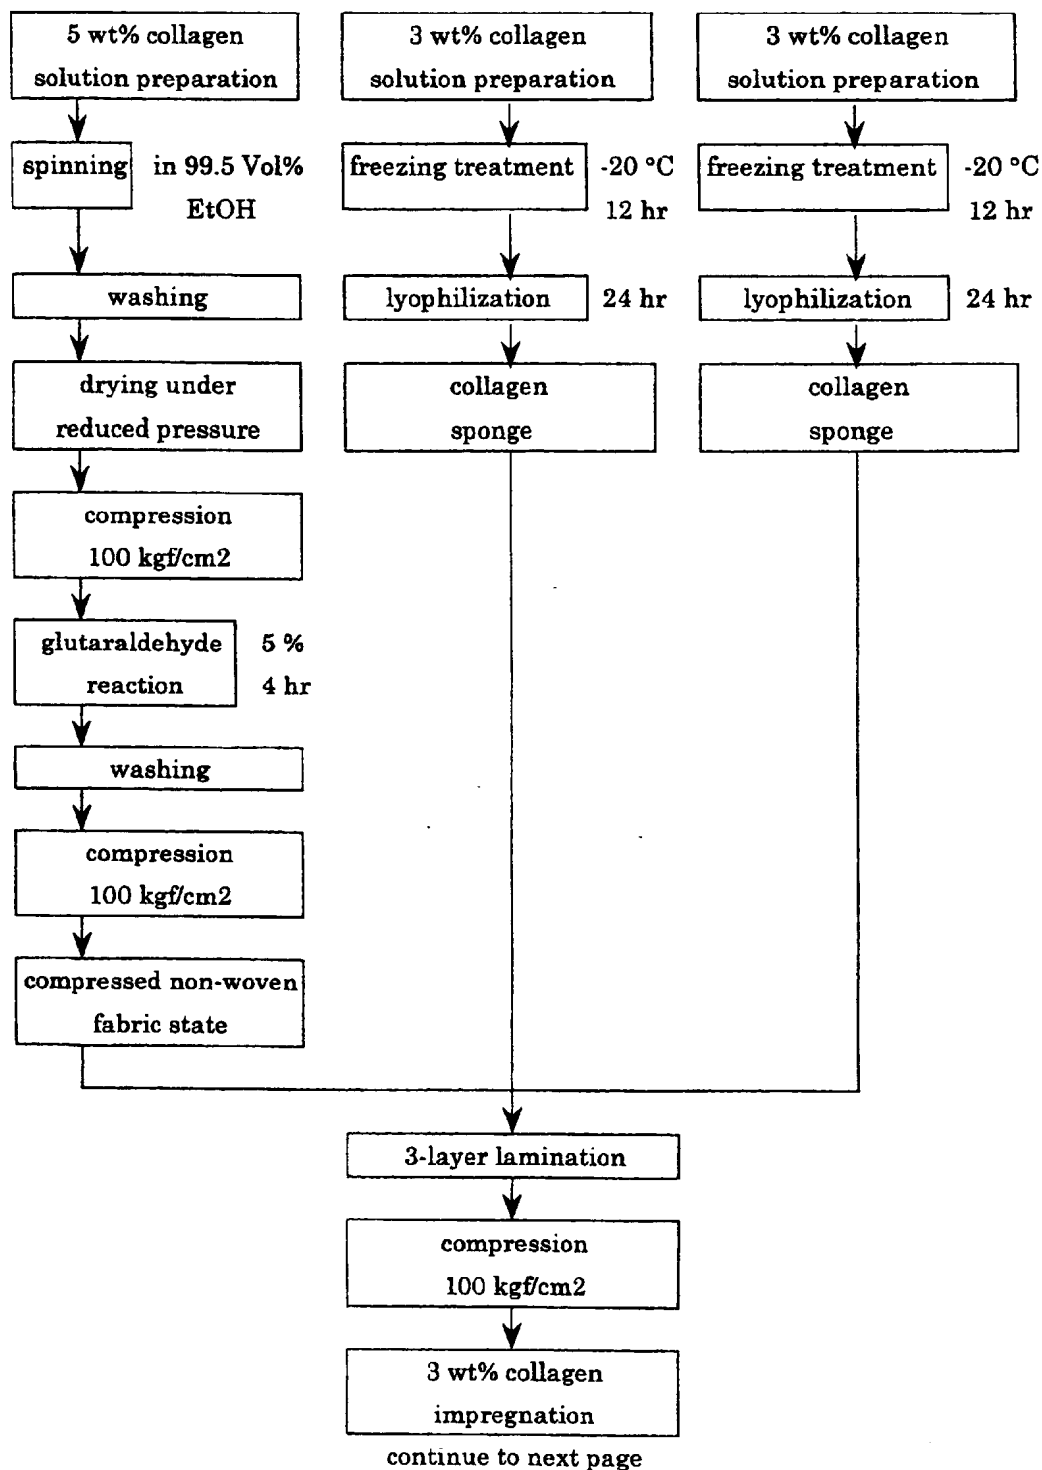 5 wt% collagen
solution preparation
spinning
in 99.5 Vol%
EtOH
washing
drying under
reduced pressure
compression
100 kgf/cm2
glutaraldehyde
reaction
5 %
4 hr
washing
compression
100 kgf/cm2
compressed non-woven
fabric state
3 wt% collagen
solution preparation
freezing treatment
-20 °C
12 hr
lyophilization
24 hr
collagen
sponge
3 wt% collagen
solution preparation
freezing treatment
-20 °C
12 hr
lyophilization
24 hr
collagen
sponge
3-layer lamination
compression
100 kgf/cm2
3 wt% collagen
impregnation
continue to next page